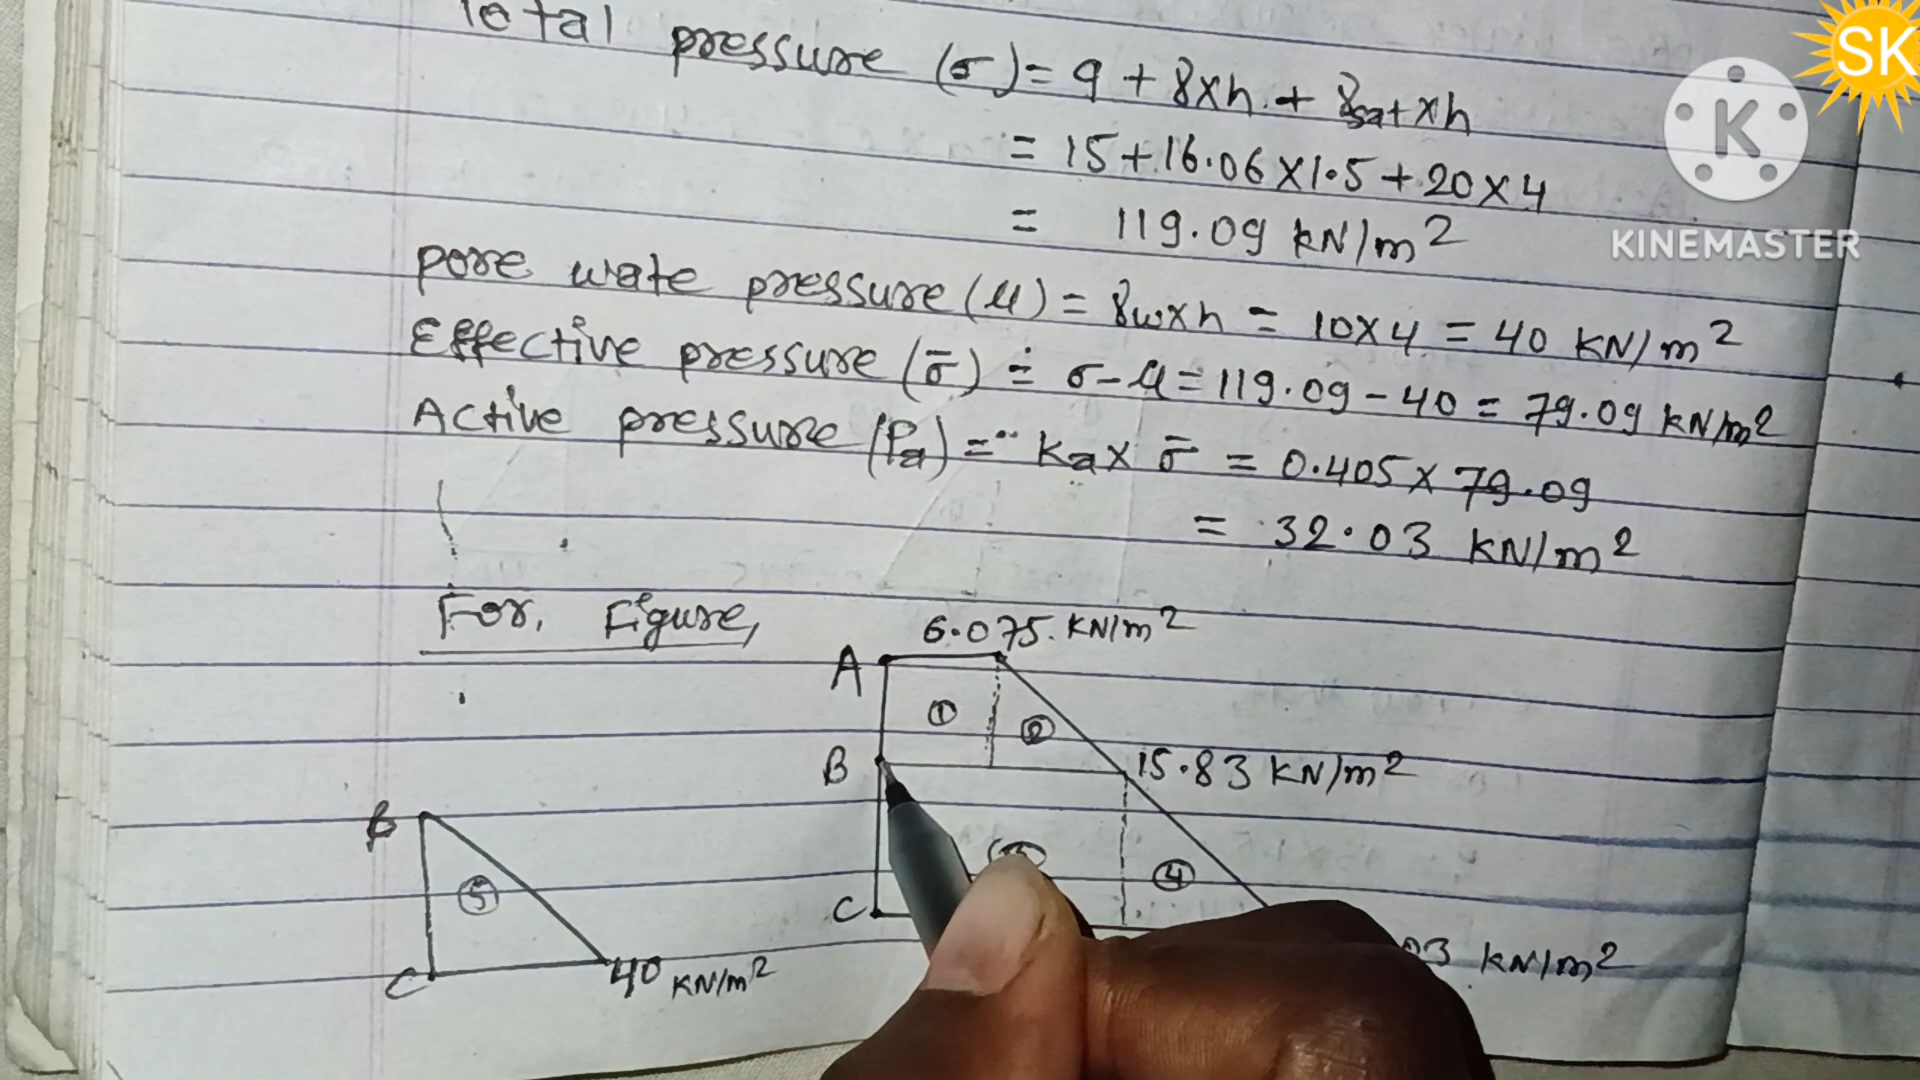 Total pressure (σ) = q + γxh + γsat xh
= 15 + 16.06 X 1.5 + 20 X 4
= 119.09 kN/m2
pore wate pressure (μ) = γw x h = 10 x 4 = 40 KN/m2
Effective pressure (σ̄) = σ-μ = 119.09 - 40 = 79.09 kN/m2
Active pressure (Pa) = Ka x σ̄ = 0.405 x 79.09
= 32.03 KN/m2
For, Figure,
6.075. KN/m2
A
① ②
B 15.83 KN/m2
B
④
⑤
C
03 KN/m2
C 40 KN/m2
SK
K
KINEMASTER